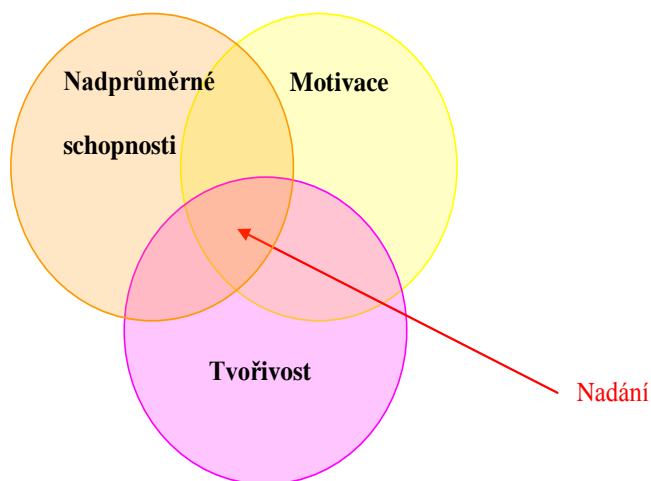 Nadprůměrné
schopnosti
Motivace
Tvořivost
Nadání